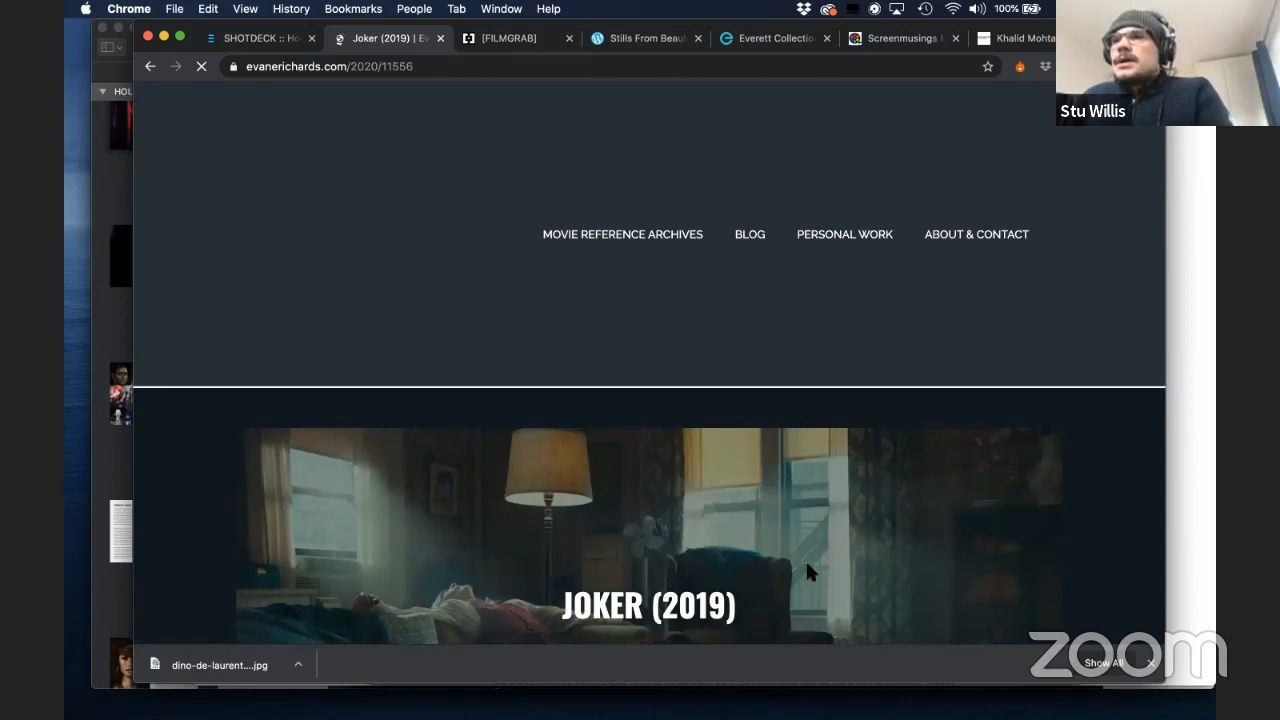 Chrome File Edit View History Bookmarks People Tab Window Help 100%
SHOTDECK :: Ho
Joker (2019) | Ev
[FILMGRAB]
Stills From Beaut
Everett Collectio
Screenmusings
Khalid Mohta
evanerichards.com/2020/11556
Stu Willis
HOL
MOVIE REFERENCE ARCHIVES BLOG PERSONAL WORK ABOUT & CONTACT
JOKER (2019)
dino-de-laurent....jpg
Show All
zoom